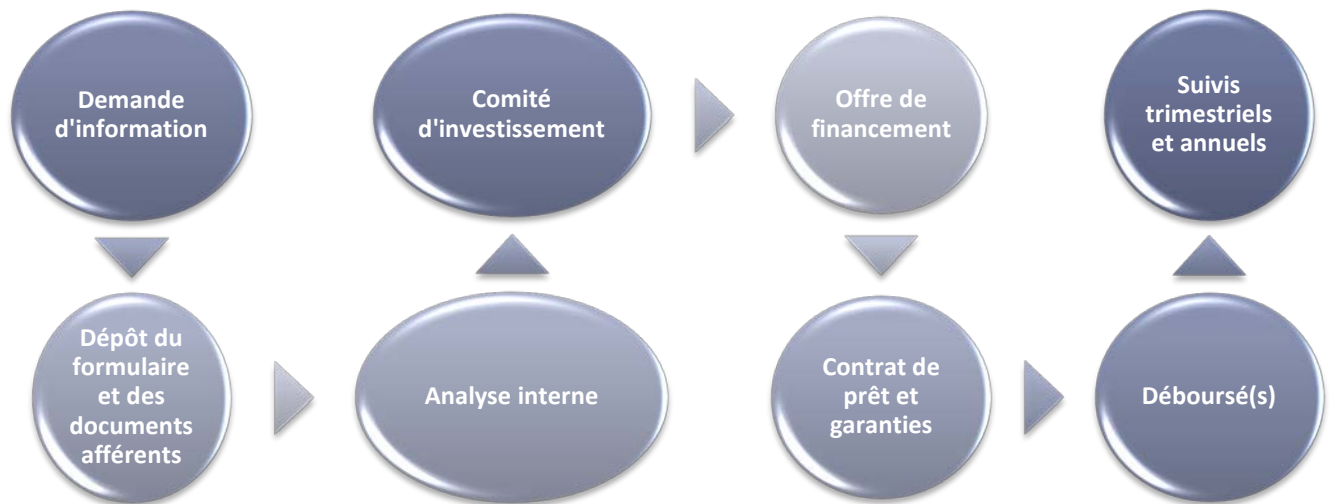 Demande
d'information
Dépôt du
formulaire
et des
documents
afférents
Analyse interne
Comité
d'investissement
Offre de
financement
Contrat de
prêt et
garanties
Déboursé(s)
Suivis
trimestriels
et annuels